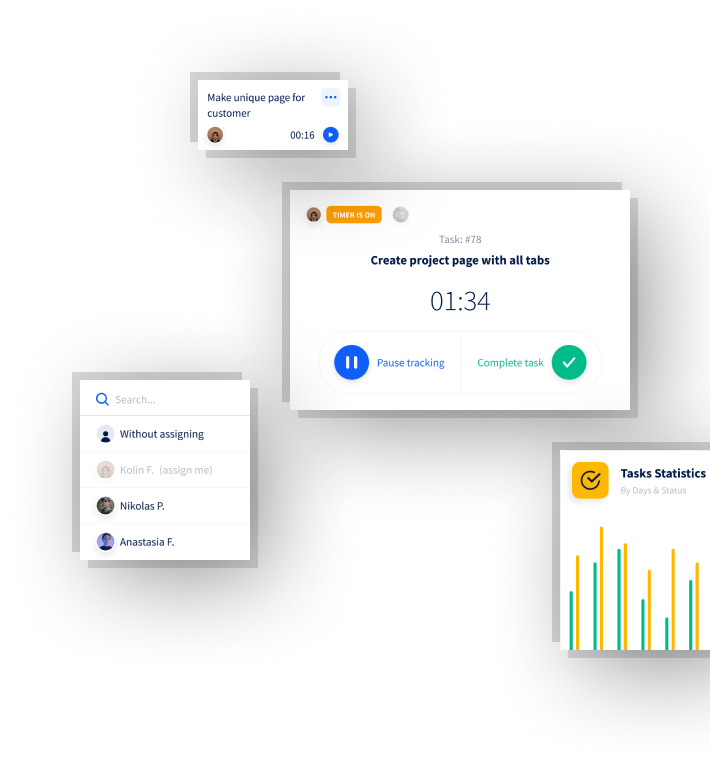 Make unique page for
customer
00:16
TIMER IS ON
Task: #78
Create project page with all tabs
01:34
Pause tracking
Complete task
Search...
Without assigning
Kolin F. (assign me)
Nikolas P.
Anastasia F.
Tasks Statistics
By Days & Status